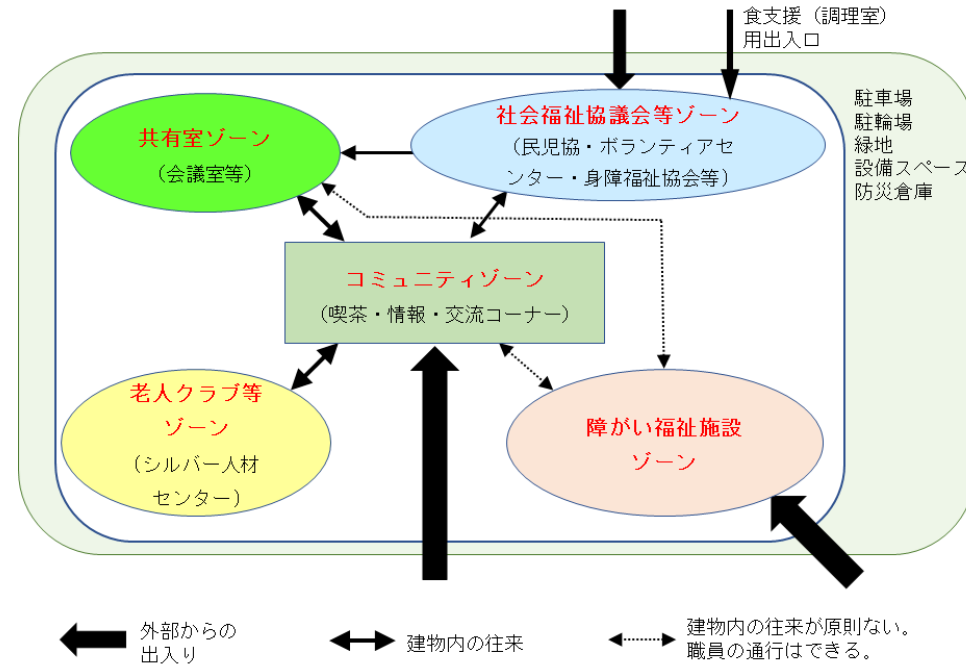 食支援（調理室）
用出入口
社会福祉協議会等ゾーン
（民児協・ボランティアセ
ンター・身障福祉協会等）
共有室ゾーン
（会議室等）
駐車場
駐輪場
緑地
設備スペース
防災倉庫
コミュニティゾーン
（喫茶・情報・交流コーナー）
老人クラブ等
ゾーン
（シルバー人材
センター）
障がい福祉施設
ゾーン
外部からの
出入り
建物内の往来
建物内の往来が原則ない。
職員の通行はできる。